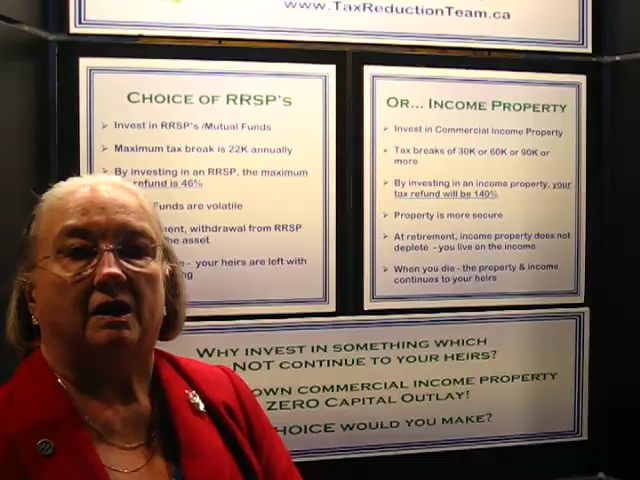 www.TaxReductionTeam.ca
CHOICE OF RRSP'S
➢ Invest in RRSP's /Mutual Funds
➢ Maximum tax break is 22K annually
➢ By investing in an RRSP, the maximum
refund is 46%
Funds are volatile
withdrawal from RRSP
the asset
- your heirs are left with
OR... INCOME PROPERTY
➢ Invest in Commercial Income Property
➢ Tax breaks of 30K or 60K or 90K or
more
➢ By investing in an income property, your
tax refund will be 140%
➢ Property is more secure
➢ At retirement, income property does not
deplete - you live on the income
➢ When you die - the property & income
continues to your heirs
WHY INVEST IN SOMETHING WHICH
NOT CONTINUE TO YOUR HEIRS?
OWN COMMERCIAL INCOME PROPERTY
ZERO CAPITAL OUTLAY!
WOULD YOU MAKE?